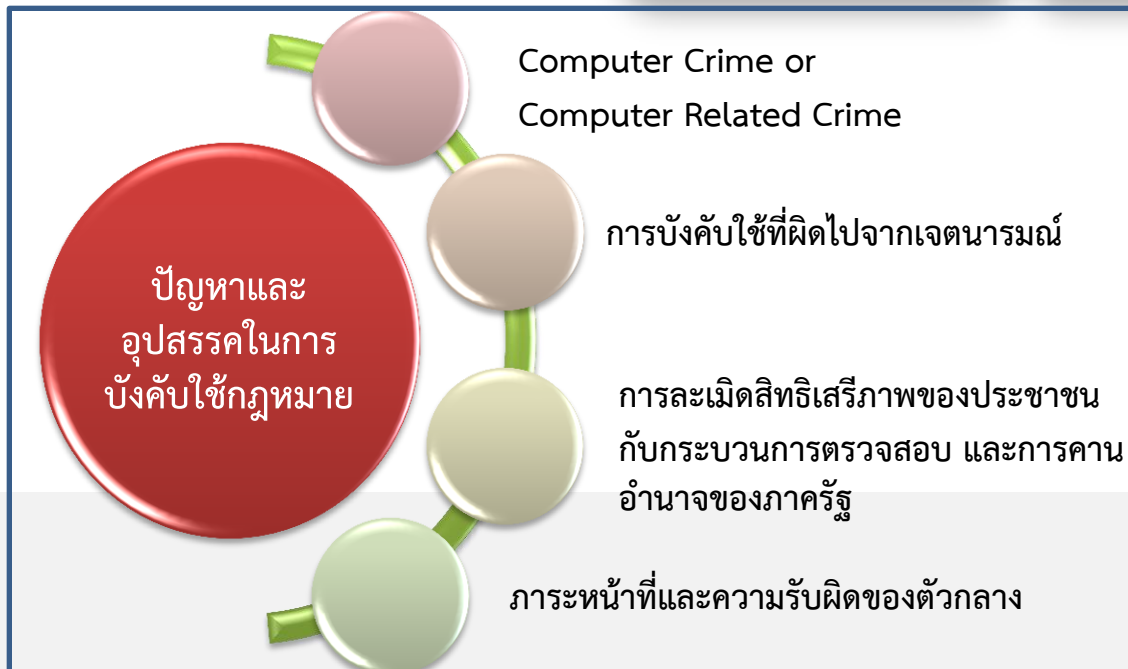 Computer Crime or
Computer Related Crime
การบังคับใช้ที่ผิดไปจากเจตนารมณ์
ปัญหาและ
อุปสรรคในการ
บังคับใช้กฎหมาย
การละเมิดสิทธิเสรีภาพของประชาชน
กับกระบวนการตรวจสอบ และการคาน
อำนาจของภาครัฐ
ภาระหน้าที่และความรับผิดของตัวกลาง